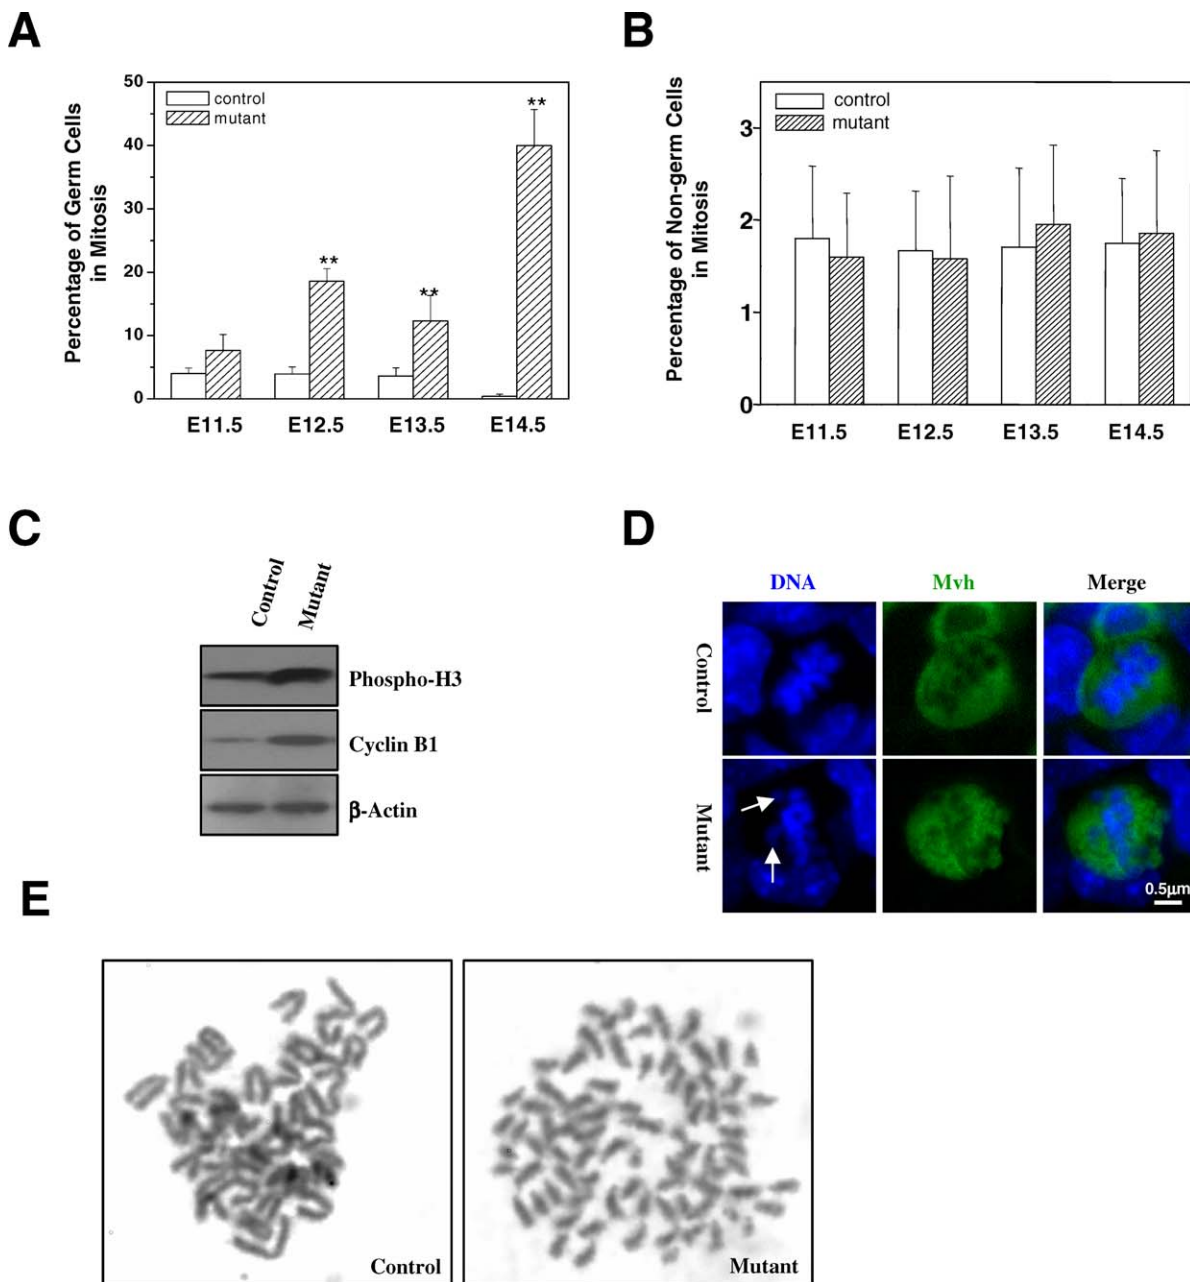 A
Percentage of Germ Cells
in Mitosis
50
40
30
20
10
0
control
mutant
**
**
**
E11.5 E12.5 E13.5 E14.5
B
Percentage of Non-germ Cells
in Mitosis
3
2
1
0
control
mutant
E11.5 E12.5 E13.5 E14.5
C
Control
Mutant
Phospho-H3
Cyclin B1
β-Actin
D
DNA Mvh Merge
Control
Mutant
0.5μm
E
Control
Mutant